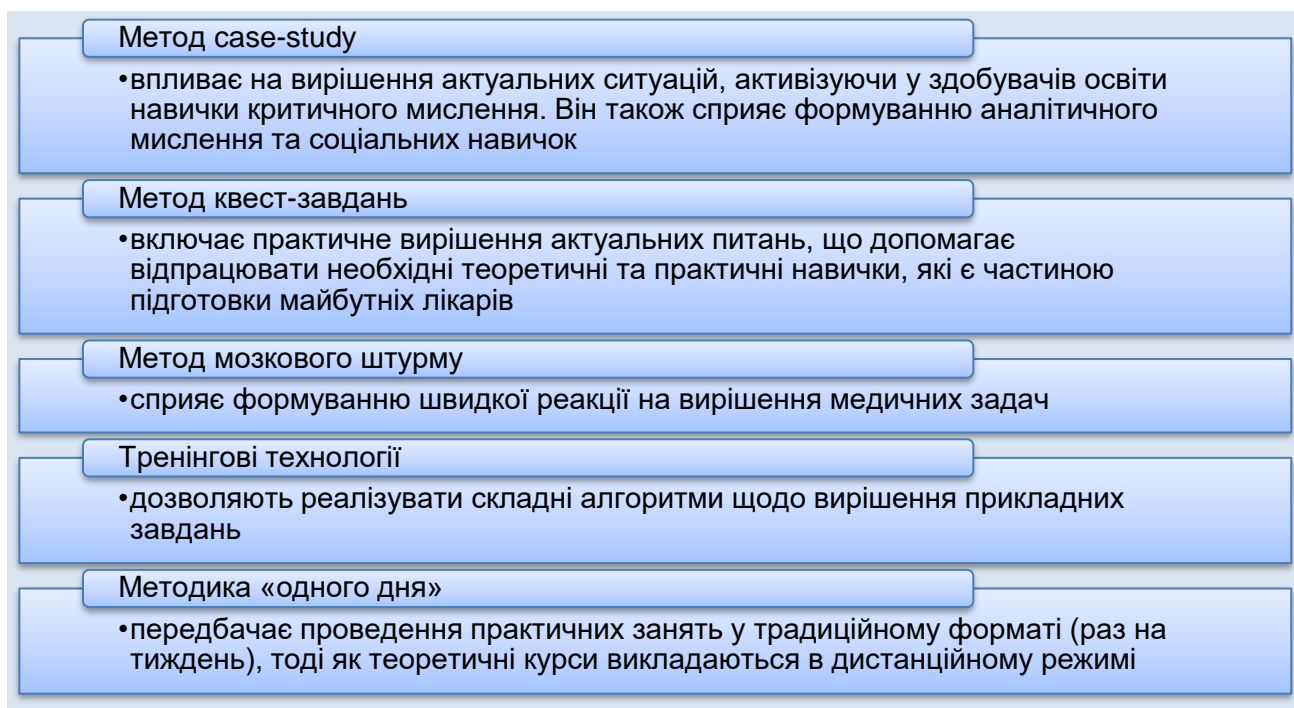 Метод case-study
•впливає на вирішення актуальних ситуацій, активізуючи у здобувачів освіти
навички критичного мислення. Він також сприяє формуванню аналітичного
мислення та соціальних навичок
Метод квест-завдань
•включає практичне вирішення актуальних питань, що допомагає
відпрацювати необхідні теоретичні та практичні навички, які є частиною
підготовки майбутніх лікарів
Метод мозкового штурму
•сприяє формуванню швидкої реакції на вирішення медичних задач
Тренінгові технології
•дозволяють реалізувати складні алгоритми щодо вирішення прикладних
завдань
Методика «одного дня»
•передбачає проведення практичних занять у традиційному форматі (раз на
тиждень), тоді як теоретичні курси викладаються в дистанційному режимі